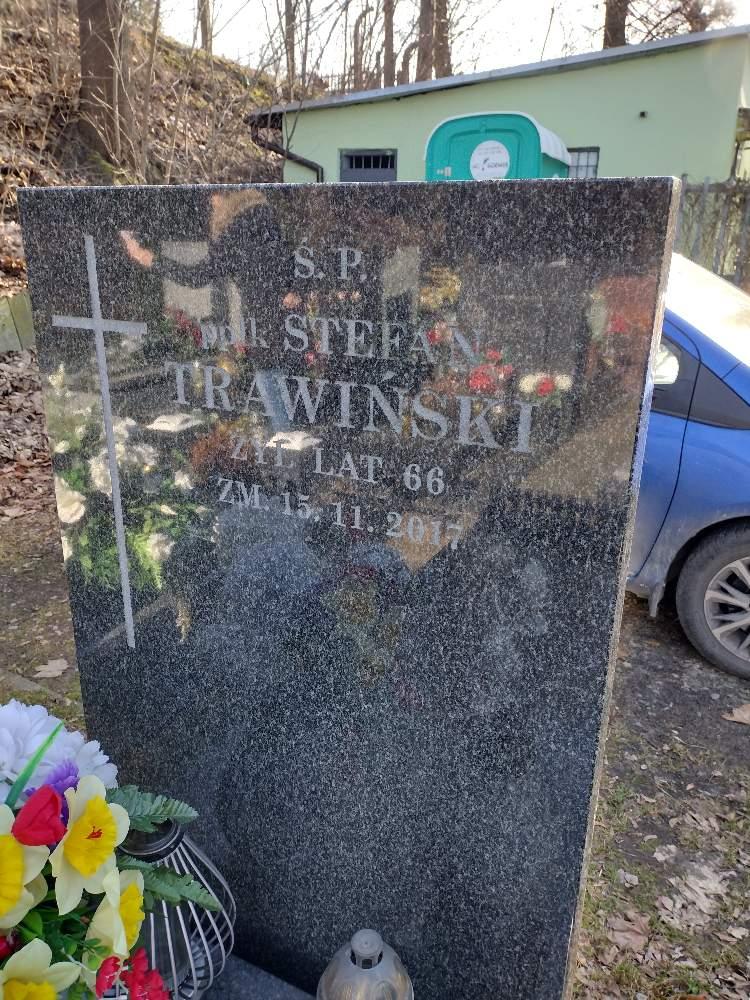 Ś. P.
ppłk STEFAN
TRAWIŃSKI
ŻYŁ LAT 66
ZM. 15. 11. 2017